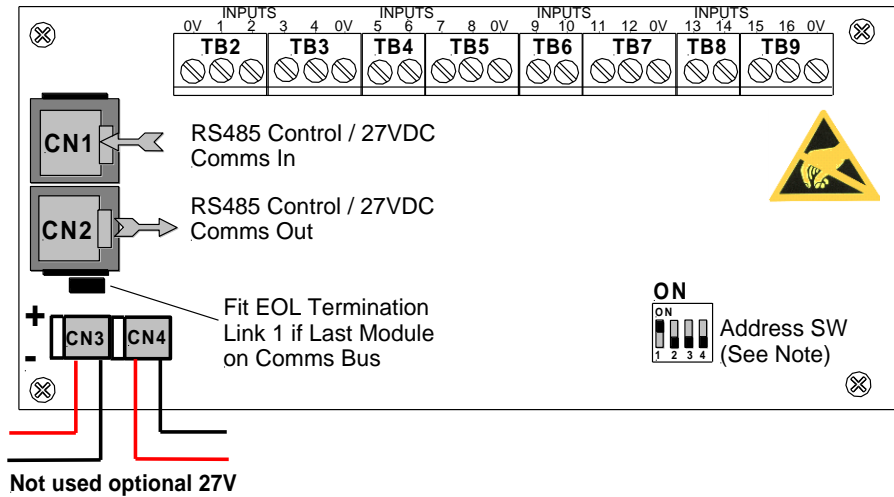 INPUTS INPUTS INPUTS INPUTS
0V 1 2 3 4 0V 5 6 7 8 0V 9 10 11 12 0V 13 14 15 16 0V
TB2 TB3 TB4 TB5 TB6 TB7 TB8 TB9
CN1
RS485 Control / 27VDC
Comms In
CN2
RS485 Control / 27VDC
Comms Out
Fit EOL Termination
Link 1 if Last Module
on Comms Bus
+
-
CN3 CN4
ON
ON
1 2 3 4
Address SW
(See Note)
Not used optional 27V